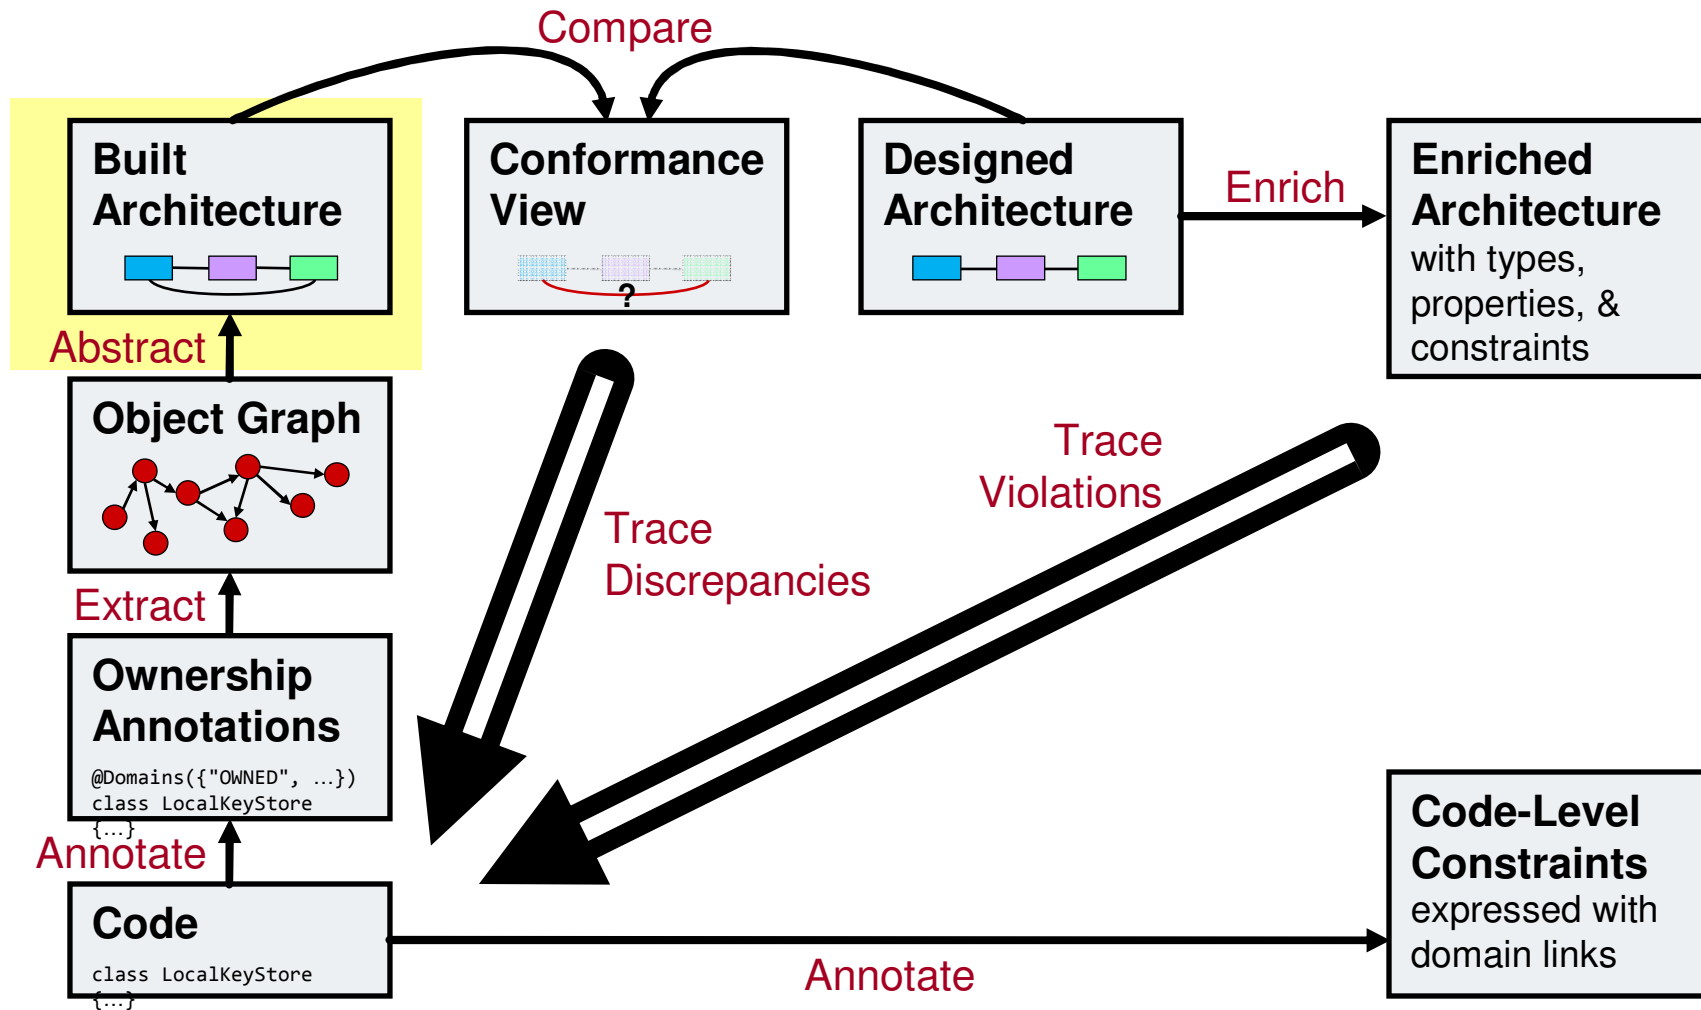 Compare
Built
Architecture
Conformance
View
?
Designed
Architecture
Enrich
Enriched
Architecture
with types,
properties, &
constraints
Abstract
Object Graph
Trace
Discrepancies
Trace
Violations
Extract
Ownership
Annotations
@Domains({"OWNED", …})
class LocalKeyStore
{…}
Annotate
Code
class LocalKeyStore
{…}
Annotate
Code-Level
Constraints
expressed with
domain links